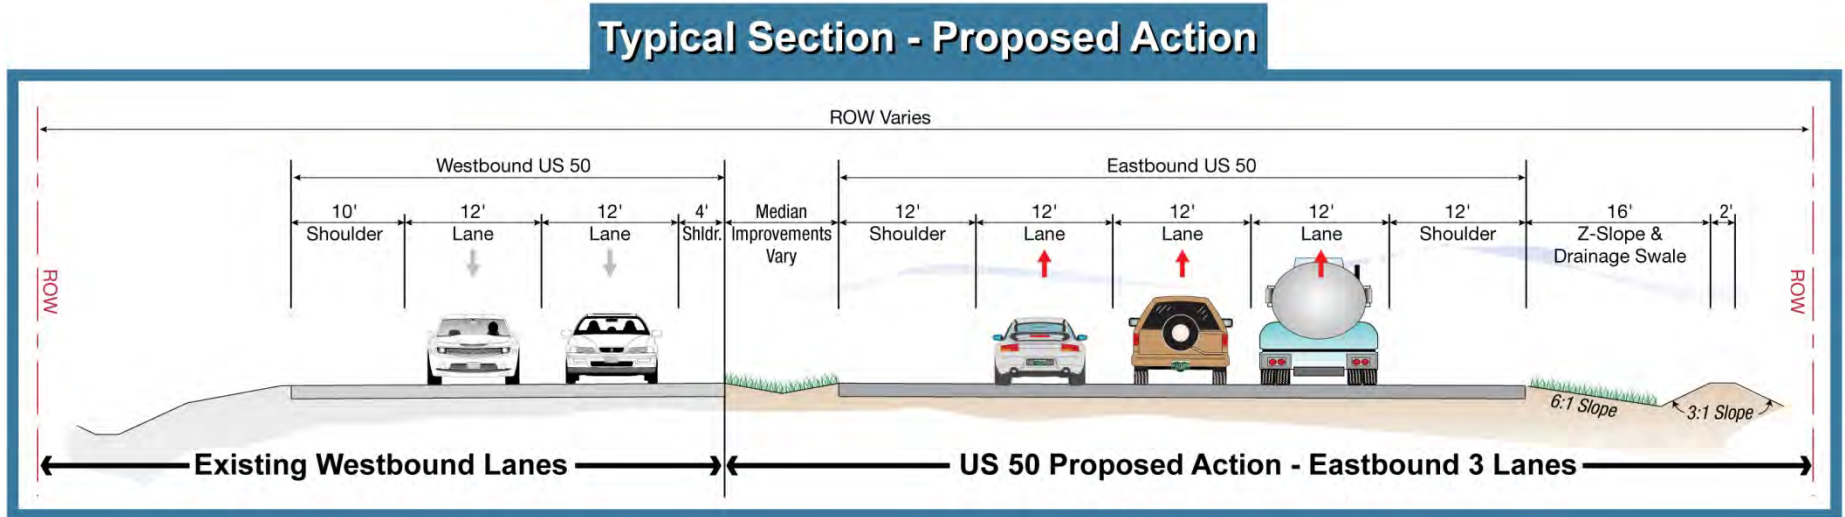 Typical Section - Proposed Action
ROW Varies
Westbound US 50
Eastbound US 50
10'
Shoulder
12'
Lane
12'
Lane
4'
Shldr.
Median
Improvements
Vary
12'
Shoulder
12'
Lane
12'
Lane
12'
Lane
12'
Shoulder
16'
Z-Slope &
Drainage Swale
2'
ROW
ROW
6:1 Slope
3:1 Slope
Existing Westbound Lanes
US 50 Proposed Action - Eastbound 3 Lanes